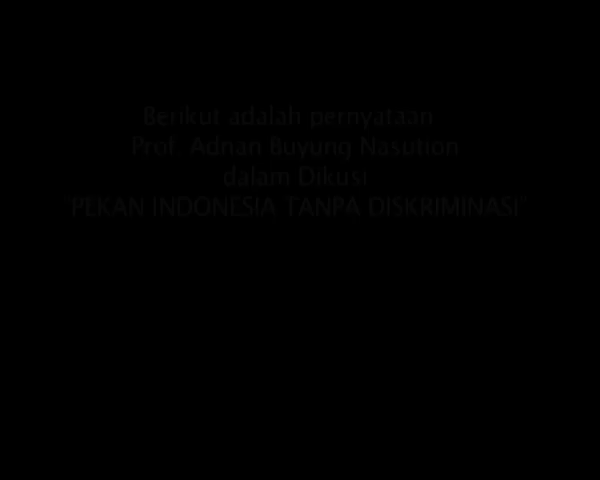 Berikut adalah pernyataan
Prof. Adnan Buyung Nasution
dalam Dikusi
"PEKAN INDONESIA TANPA DISKRIMINASI"